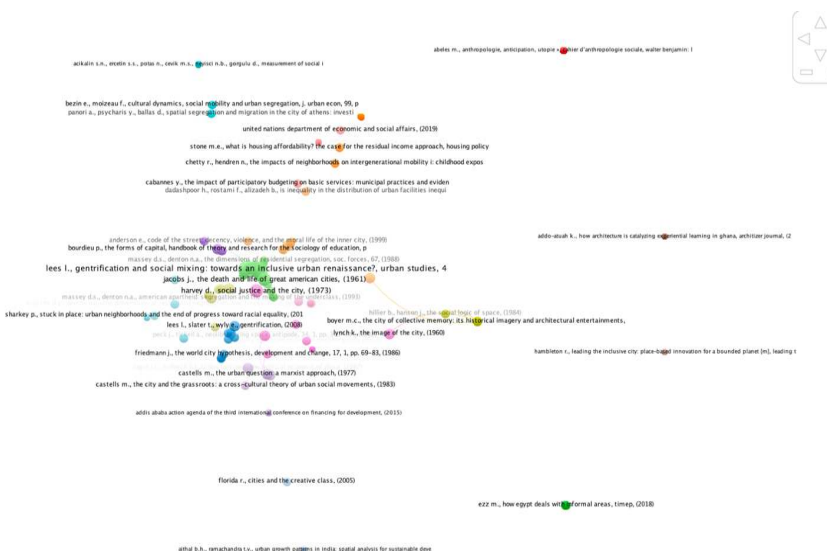 abeles m., anthropologie, anticipation, utopie d'anthropologie sociale, walter benjamin: l
acikalin s.n., ercetin s.s., potas n., cevik m.s., n.b., gorgulu d., measurement of social i
bezin e., moizeau f., cultural dynamics, social mobility and urban segregation, j. urban econ, 99, p
panori a., psycharis y., ballas d., spatial segregation and migration in the city of athens: investi
united nations department of economic and social affairs, (2019)
stone m.e., what is housing affordability? the case for the residual income approach, housing policy
chetty r., hendren n., the impacts of neighborhoods on intergenerational mobility i: childhood expos
cabannes y., the impact of participatory budgeting on basic services: municipal practices and eviden
dadashpoor h., rostami f., alizadeh b., is inequality in the distribution of urban facilities inequi
addo-atuah k., how architecture is catalyzing experiential learning in ghana, architizer journal, (2
anderson e., code of the street: decency, violence, and the moral life of the inner city, (1999)
bourdieu p., the forms of capital, handbook of theory and research for the sociology of education, p
massey d.s., denton n.a., the dimensions of residential segregation, soc. forces, 67, (1988)
lees l., gentrification and social mixing: towards an inclusive urban renaissance?, urban studies, 4
jacobs j., the death and life of great american cities, (1961)
harvey d., social justice and the city, (1973)
massey d.s., denton n.a., american apartheid: segregation and the making of the underclass, (1993)
sharkey p., stuck in place: urban neighborhoods and the end of progress toward racial equality, (201
hillier b., hanson j., the social logic of space, (1984)
boyer m.c., the city of collective memory: its historical imagery and architectural entertainments,
lees l., slater t., wyly e., gentrification, (2008)
lynch k., the image of the city, (1960)
friedmann j., the world city hypothesis, development and change, 17, 1, pp. 69-83, (1986)
hambleton r., leading the inclusive city: place-based innovation for a bounded planet [m], leading t
castells m., the urban question: a marxist approach, (1977)
castells m., the city and the grassroots: a cross-cultural theory of urban social movements, (1983)
addis ababa action agenda of the third international conference on financing for development, (2015)
florida r., cities and the creative class, (2005)
ezz m., how egypt deals with informal areas, timep, (2018)
aithal b.h., ramachandra t.v., urban growth patterns in india: spatial analysis for sustainable deve